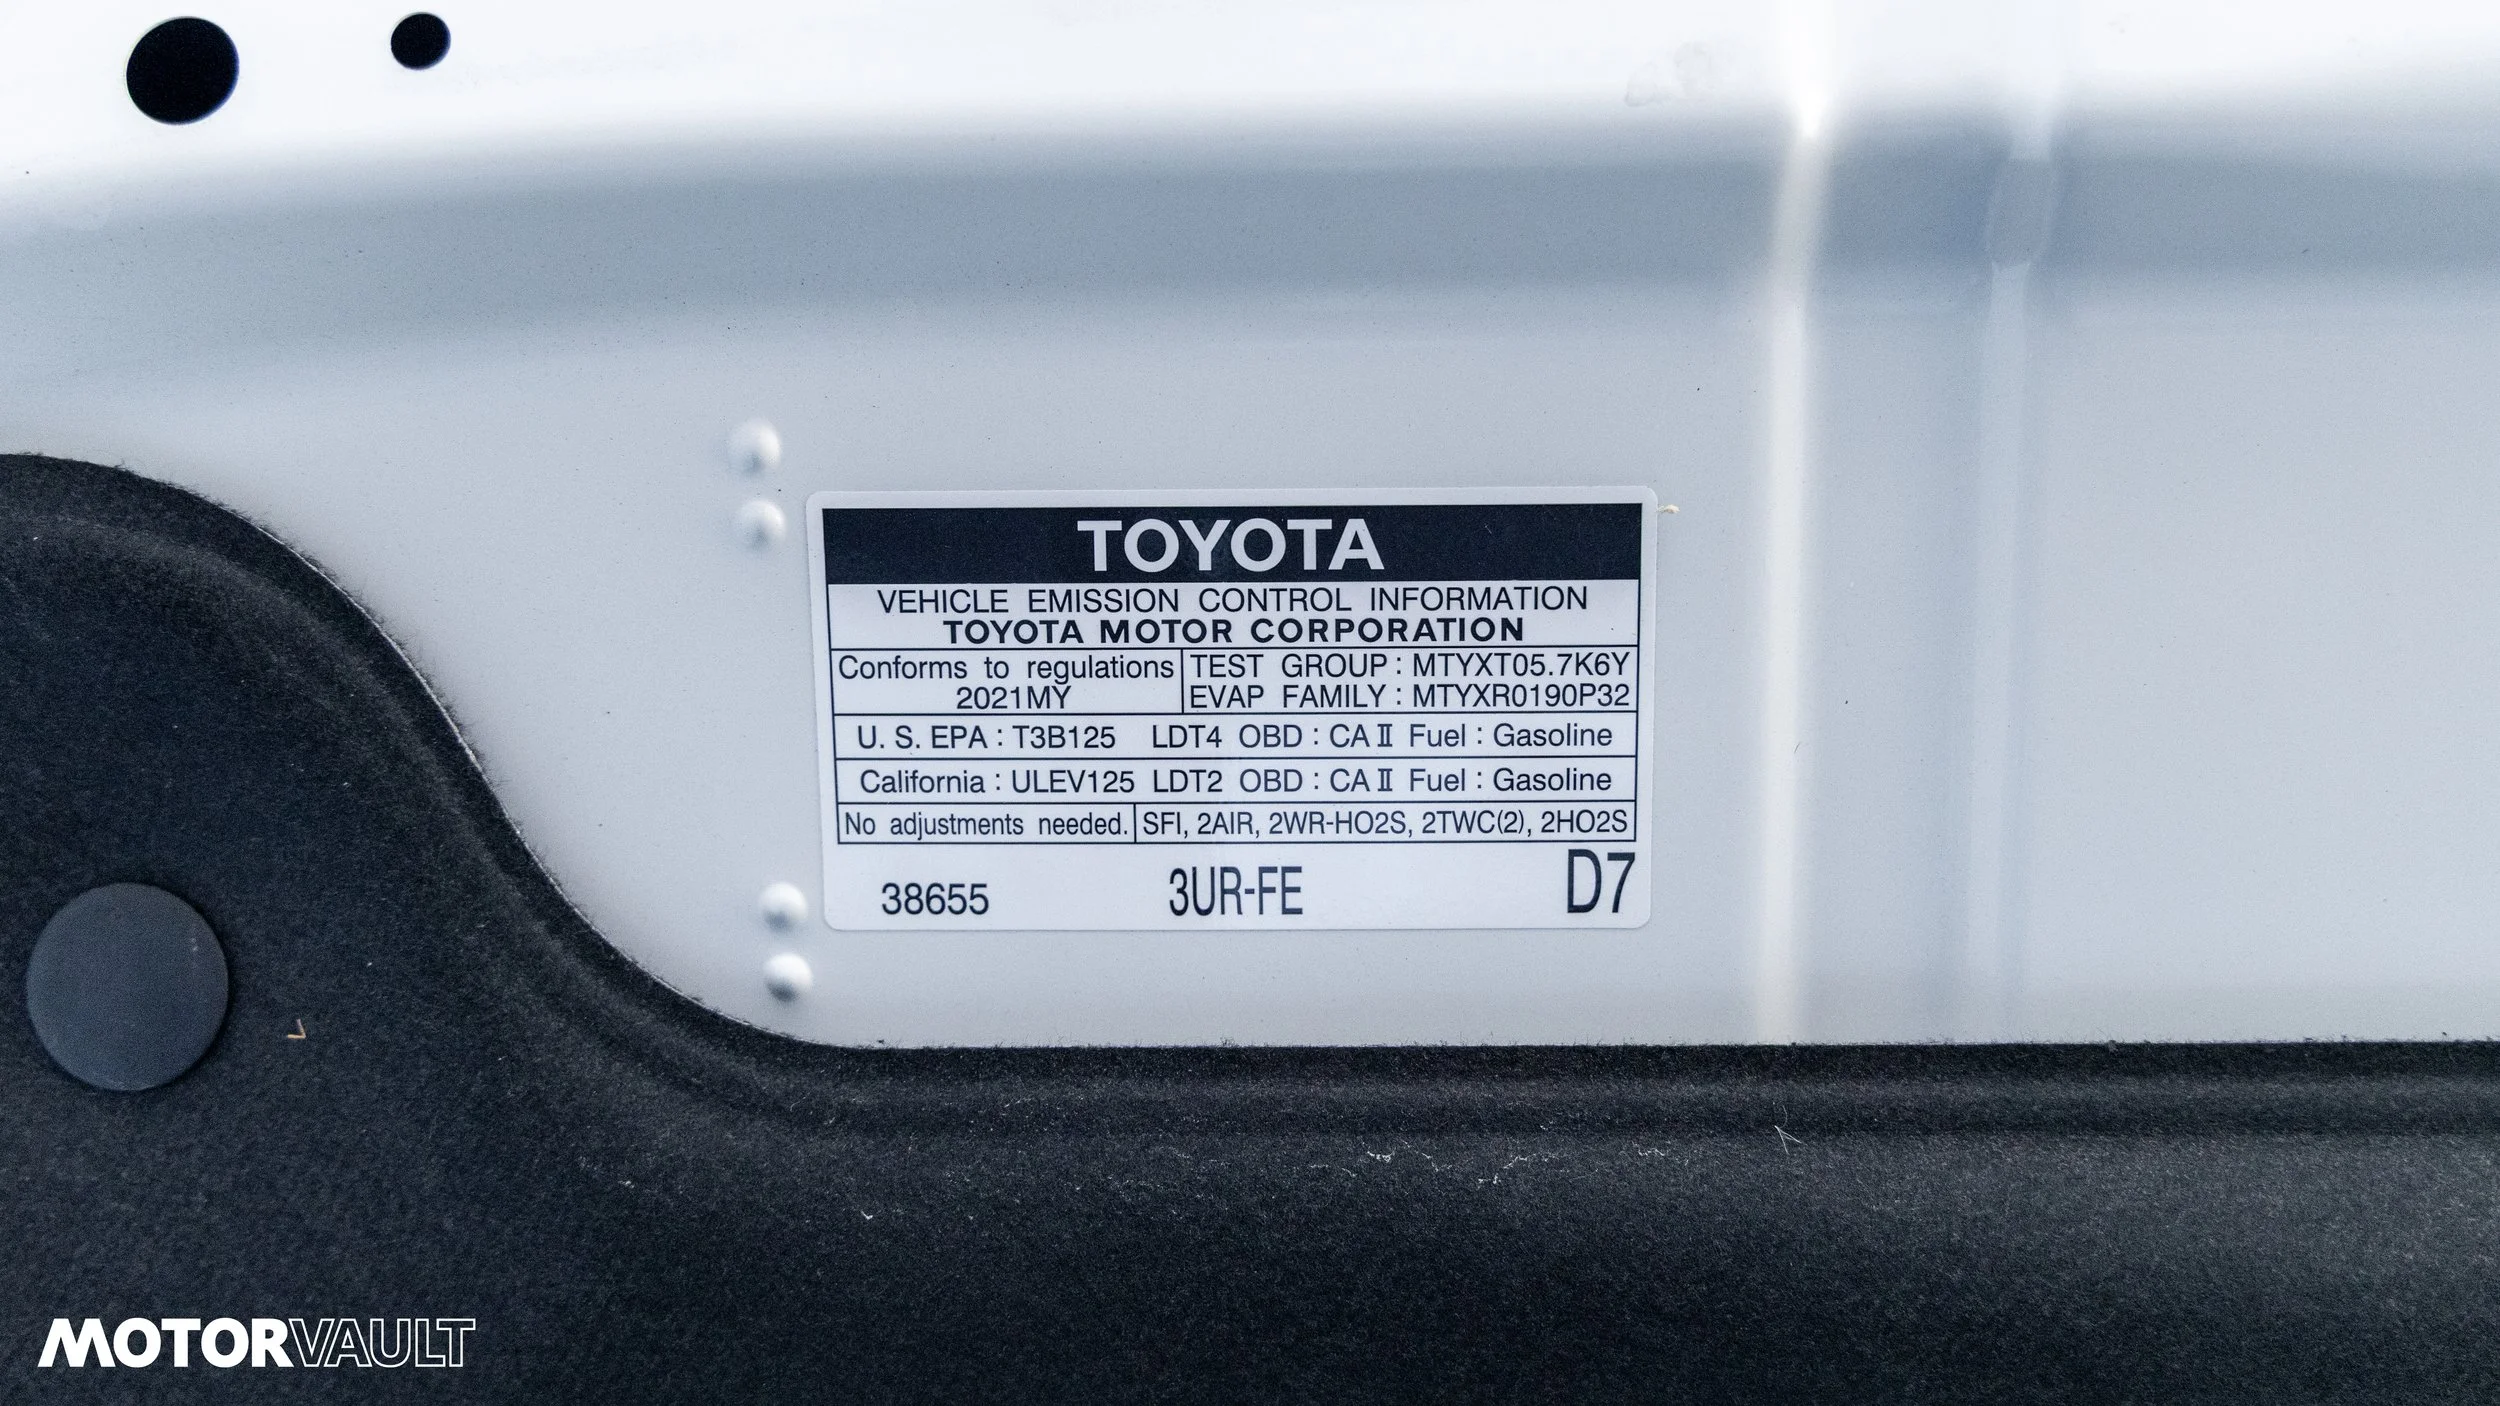 TOYOTA
VEHICLE EMISSION CONTROL INFORMATION
TOYOTA MOTOR CORPORATION
Conforms to regulations
2021MY
TEST GROUP : MTYXT05.7K6Y
EVAP FAMILY : MTYXR0190P32
U. S. EPA : T3B125 LDT4 OBD : CA II Fuel : Gasoline
California : ULEV125 LDT2 OBD : CA II Fuel : Gasoline
No adjustments needed. SFI, 2AIR, 2WR-HO2S, 2TWC(2), 2HO2S
38655 3UR-FE D7
MOTORVAULT